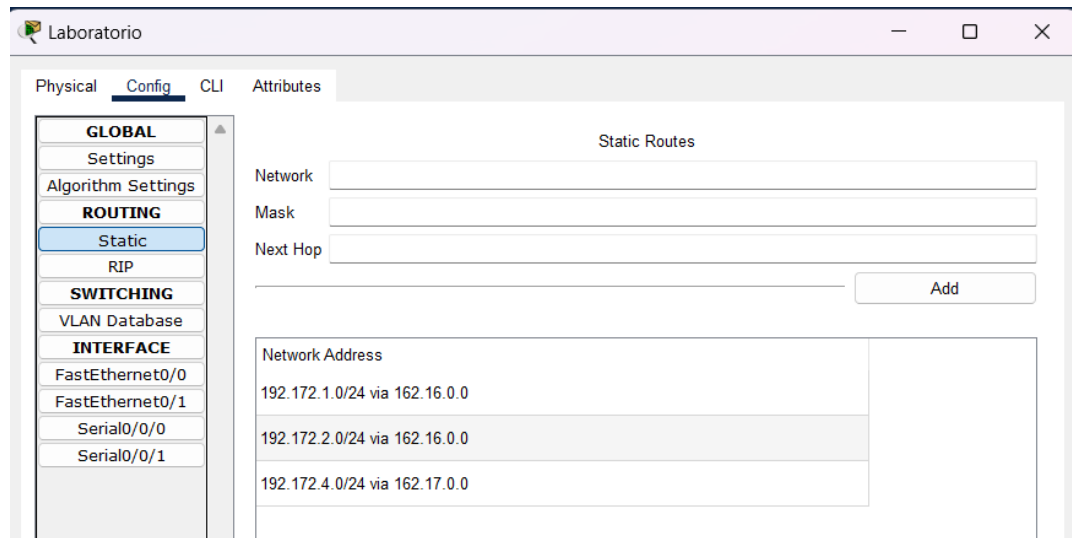 Laboratorio
Physical Config CLI Attributes
GLOBAL
Settings
Algorithm Settings
ROUTING
Static
RIP
SWITCHING
VLAN Database
INTERFACE
FastEthernet0/0
FastEthernet0/1
Serial0/0/0
Serial0/0/1
Static Routes
Network
Mask
Next Hop
Add
Network Address
192.172.1.0/24 via 162.16.0.0
192.172.2.0/24 via 162.16.0.0
192.172.4.0/24 via 162.17.0.0